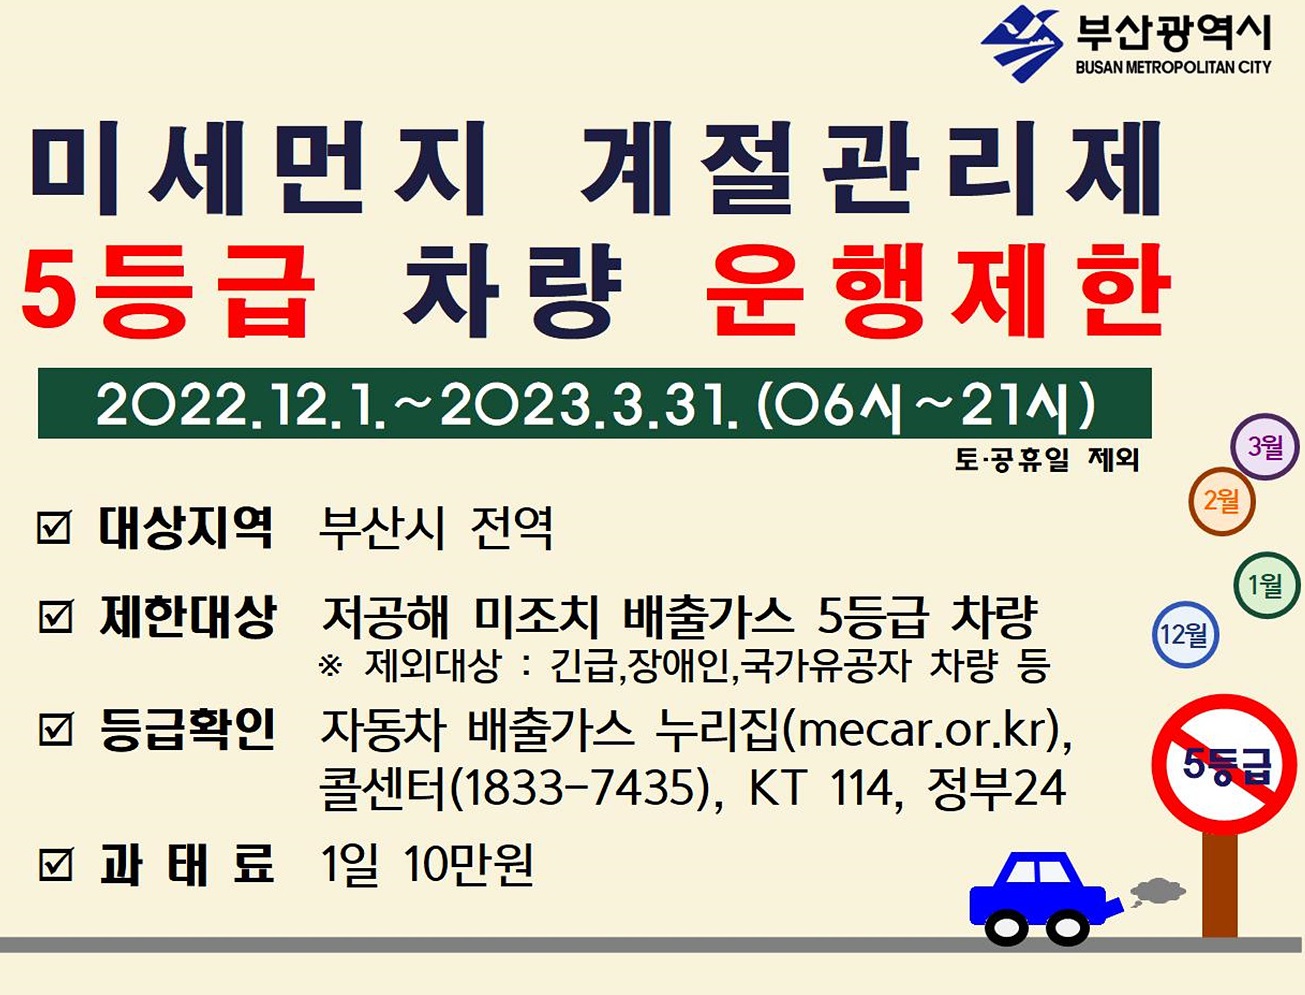 부산광역시
BUSAN METROPOLITAN CITY
미세먼지 계절관리제
5등급 차량 운행제한
2022.12.1.~2023.3.31.(06시~21시)
토·공휴일 제외
☑ 대상지역 부산시 전역
☑ 제한대상 저공해 미조치 배출가스 5등급 차량
※ 제외대상 : 긴급,장애인,국가유공자 차량 등
☑ 등급확인 자동차 배출가스 누리집(mecar.or.kr),
콜센터(1833-7435), KT 114, 정부24
☑ 과 태 료 1일 10만원
3월
2월
1월
12월
5등급